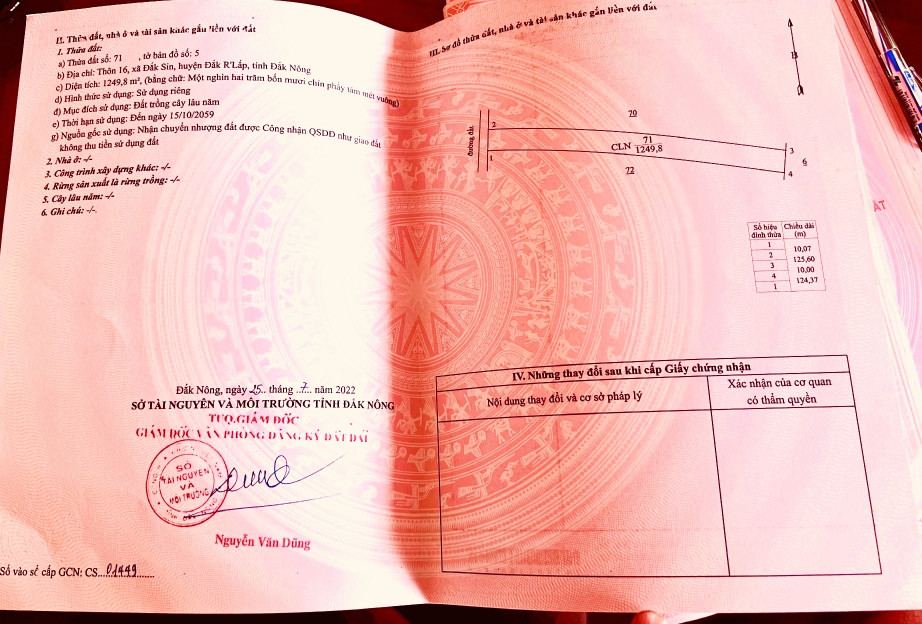 II. Thửa đất, nhà ở và tài sản khác gắn liền với đất
1. Thửa đất:
a) Thửa đất số: 71 , tờ bản đồ số: 5
b) Địa chỉ: Thôn 16, xã Đắk Sin, huyện Đắk R'Lấp, tỉnh Đắk Nông
c) Diện tích: 1249,8 m², (bằng chữ: Một nghìn hai trăm bốn mươi chín phẩy tám mét vuông)
d) Hình thức sử dụng: Sử dụng riêng
đ) Mục đích sử dụng: Đất trồng cây lâu năm
e) Thời hạn sử dụng: Đến ngày 15/10/2059
g) Nguồn gốc sử dụng: Nhận chuyển nhượng đất được Công nhận QSDĐ như giao đất
không thu tiền sử dụng đất
2. Nhà ở: -/-
3. Công trình xây dựng khác: -/-
4. Rừng sản xuất là rừng trồng: -/-
5. Cây lâu năm: -/-
6. Ghi chú: -/-
Đắk Nông, ngày 25 tháng 7 năm 2022
SỞ TÀI NGUYÊN VÀ MÔI TRƯỜNG TỈNH ĐẮK NÔNG
TUQ.GIÁM ĐỐC
GIÁM ĐỐC VĂN PHÒNG ĐĂNG KÝ ĐẤT ĐAI
SỞ
TÀI NGUYÊN
VÀ
MÔI TRƯỜNG
Nguyễn Văn Dũng
Số vào sổ cấp GCN: CS...01449......
III. Sơ đồ thửa đất, nhà ở và tài sản khác gắn liền với đất
B
đường đất
2
70
CLN 71
1249,8
3
1
72
4
6
Số hiệu đỉnh thửa Chiều dài (m)
1
10,07
2
125,60
3
10,00
4
124,37
1
ẤT
IV. Những thay đổi sau khi cấp Giấy chứng nhận
Nội dung thay đổi và cơ sở pháp lý
Xác nhận của cơ quan
có thẩm quyền